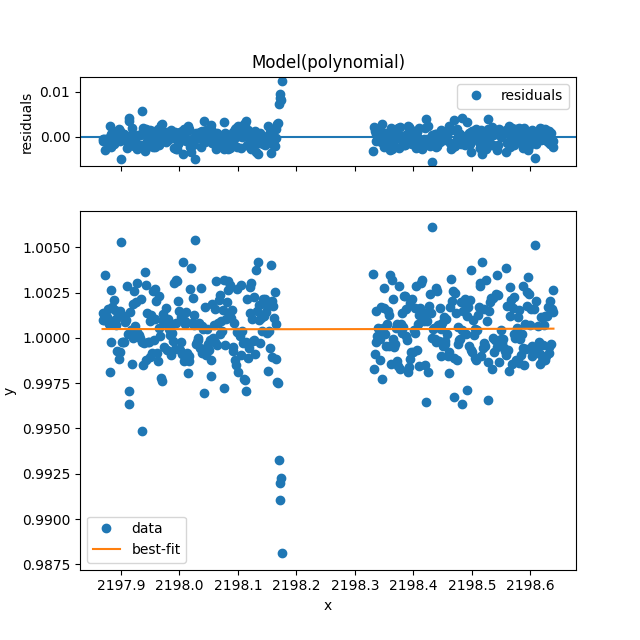 Model(polynomial)
0.01
0.00
residuals
residuals
1.0050
1.0025
1.0000
0.9975
0.9950
0.9925
0.9900
0.9875
y
data
best-fit
2197.9 2198.0 2198.1 2198.2 2198.3 2198.4 2198.5 2198.6
x